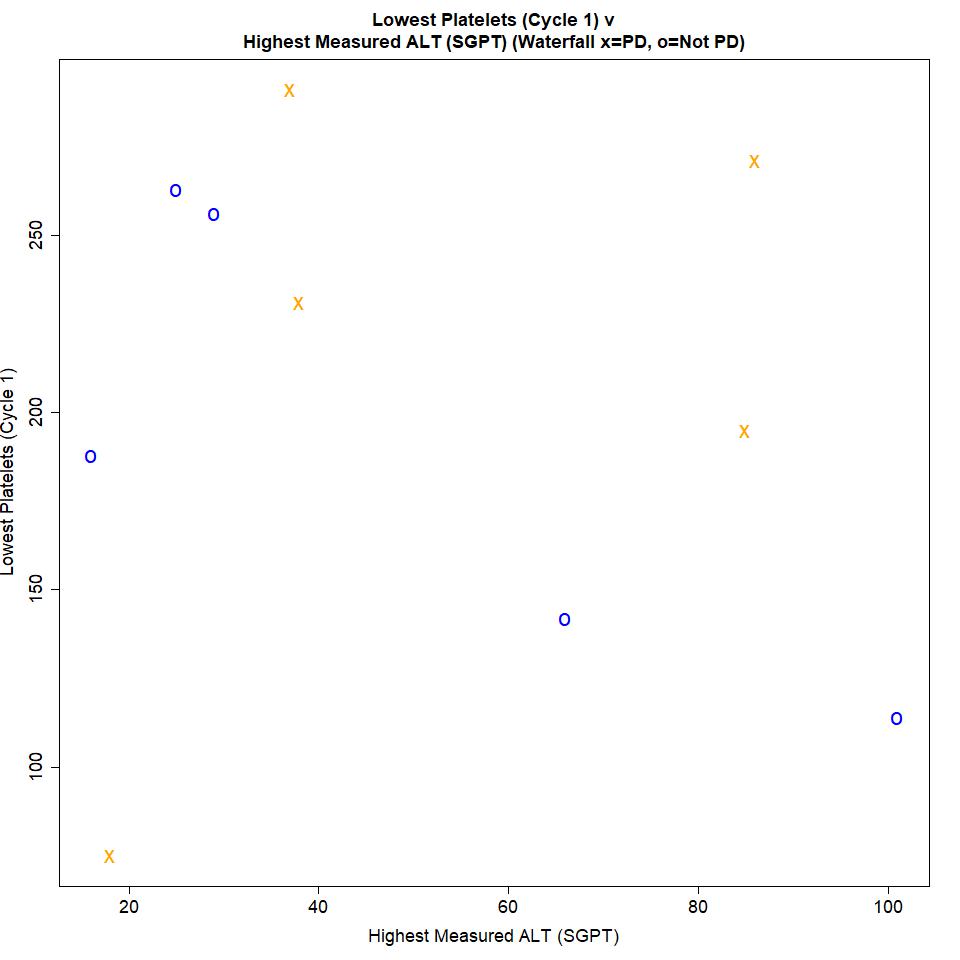 Lowest Platelets (Cycle 1) v
Highest Measured ALT (SGPT) (Waterfall x=PD, o=Not PD)
Lowest Platelets (Cycle 1)
250
200
150
100
X
X
O
O
X
X
O
O
O
X
20 40 60 80 100
Highest Measured ALT (SGPT)